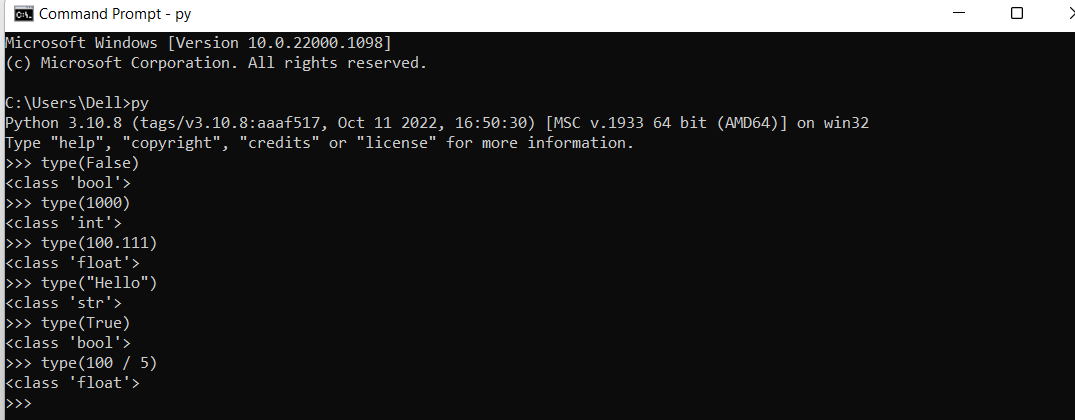 Command Prompt - py
Microsoft Windows [Version 10.0.22000.1098]
(c) Microsoft Corporation. All rights reserved.
C:\Users\Dell>py
Python 3.10.8 (tags/v3.10.8:aaaf517, Oct 11 2022, 16:50:30) [MSC v.1933 64 bit (AMD64)] on win32
Type "help", "copyright", "credits" or "license" for more information.
>>> type(False)
<class 'bool'>
>>> type(1000)
<class 'int'>
>>> type(100.111)
<class 'float'>
>>> type("Hello")
<class 'str'>
>>> type(True)
<class 'bool'>
>>> type(100 / 5)
<class 'float'>
>>>